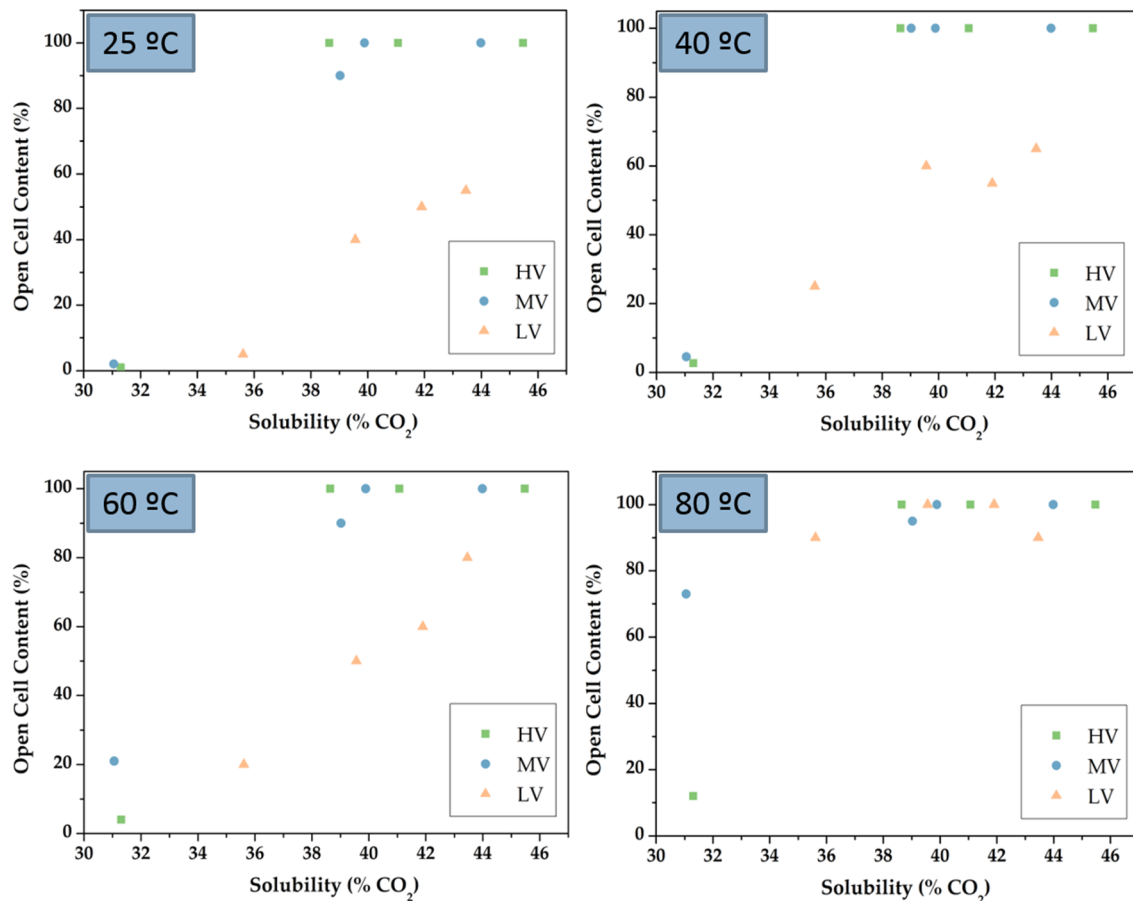 25 ºC
100
80
60
40
20
0
Open Cell Content (%)
HV
MV
LV
30 32 34 36 38 40 42 44 46
Solubility (% CO₂)
40 ºC
100
80
60
40
20
0
Open Cell Content (%)
HV
MV
LV
30 32 34 36 38 40 42 44 46
Solubility (% CO₂)
60 ºC
100
80
60
40
20
0
Open Cell Content (%)
HV
MV
LV
30 32 34 36 38 40 42 44 46
Solubility (% CO₂)
80 ºC
100
80
60
40
20
0
Open Cell Content (%)
HV
MV
LV
30 32 34 36 38 40 42 44 46
Solubility (% CO₂)